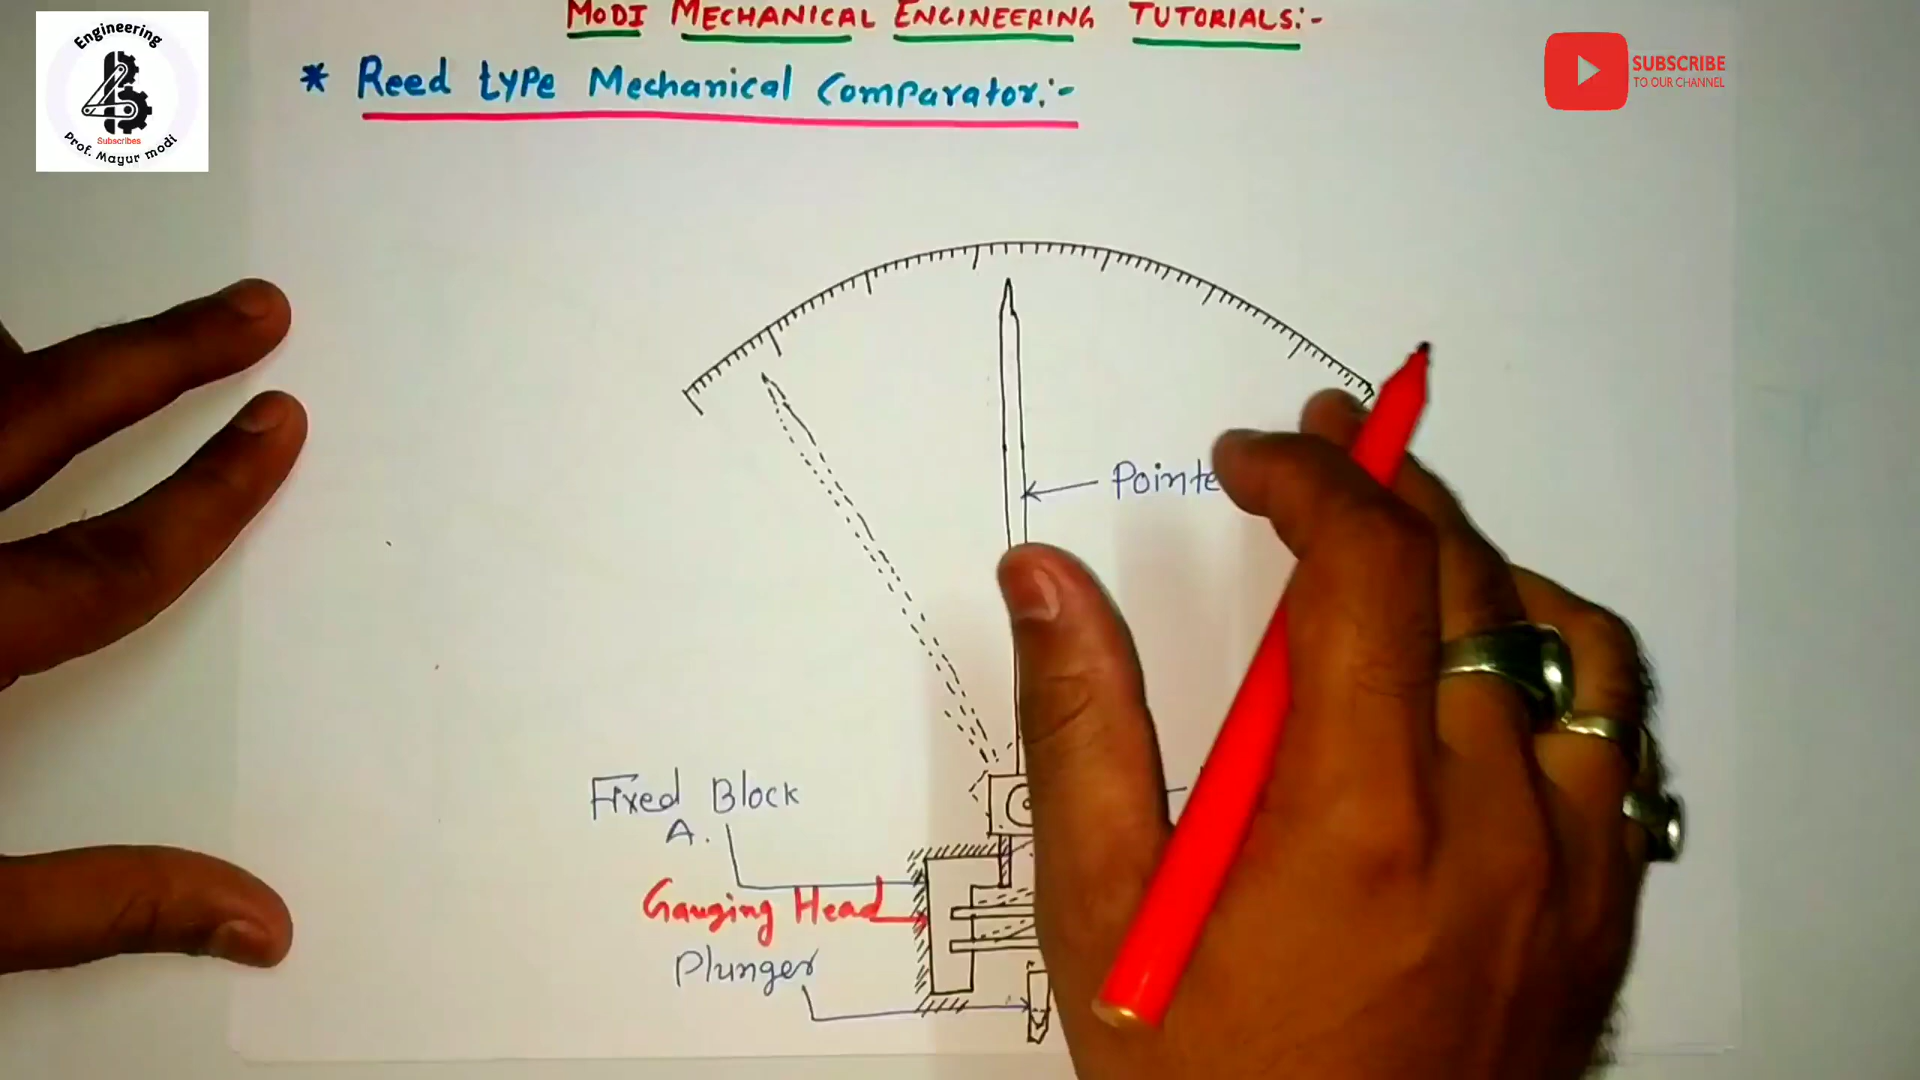 MODI MECHANICAL ENGINEERING TUTORIALS:-
Engineering
Subscribes
Prof. Mayur modi
SUBSCRIBE
TO OUR CHANNEL
* Reed type Mechanical Comparator:-
Pointe
Fixed Block
A.
Gauging Head
Plunger